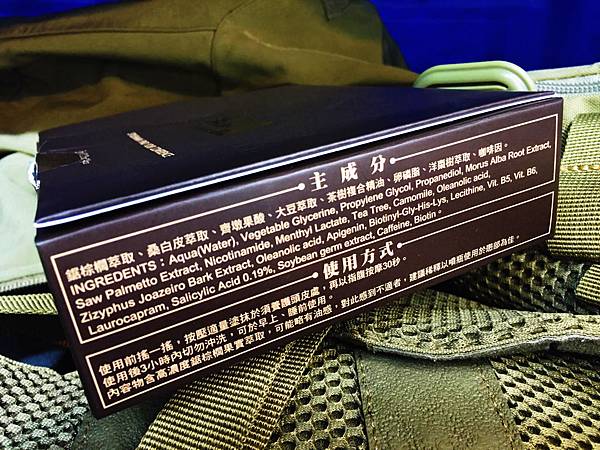 主成分
鋸棕櫚萃取、桑白皮萃取、齊墩果酸、大豆萃取、茶樹複合精油、卵磷脂、洋棗樹萃取、咖啡因。
INGREDENTS：Aqua(Water), Vegetable Glycerine, Propylene Glycol, Propanediol, Morus Alba Root Extract,
Saw Palmetto Extract, Nicotinamide, Menthyl Lactate, Tea Tree, Camomile, Oleanolic acid,
Zizyphus Joazeiro Bark Extract, Oleanolic acid, Apigenin, Biotinyl-Gly-His-Lys, Lecithine, Vit. B5, Vit. B6,
Laurocapram, Salicylic Acid 0.19%, Soybean germ extract, Caffeine, Biotin。
使用方式
使用前搖一搖，按壓適量塗抹於須養護頭皮處，再以指腹按摩30秒。
使用後3小時內切勿沖洗，可於早上、睡前使用。
內容物含高濃度鋸棕櫚果實萃取，可能略有油感，對此感到不適者，建議稀釋以噴瓶使用於局部為佳。